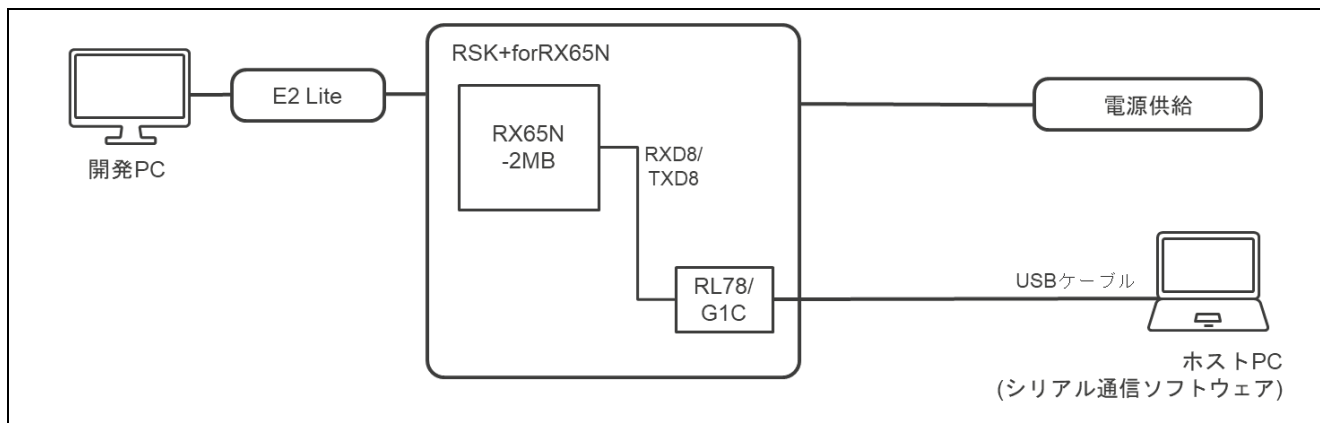 RSK+forRX65N
E2 Lite
開発PC
RX65N
-2MB
RXD8/
TXD8
RL78/
G1C
電源供給
USBケーブル
ホストPC
(シリアル通信ソフトウェア)